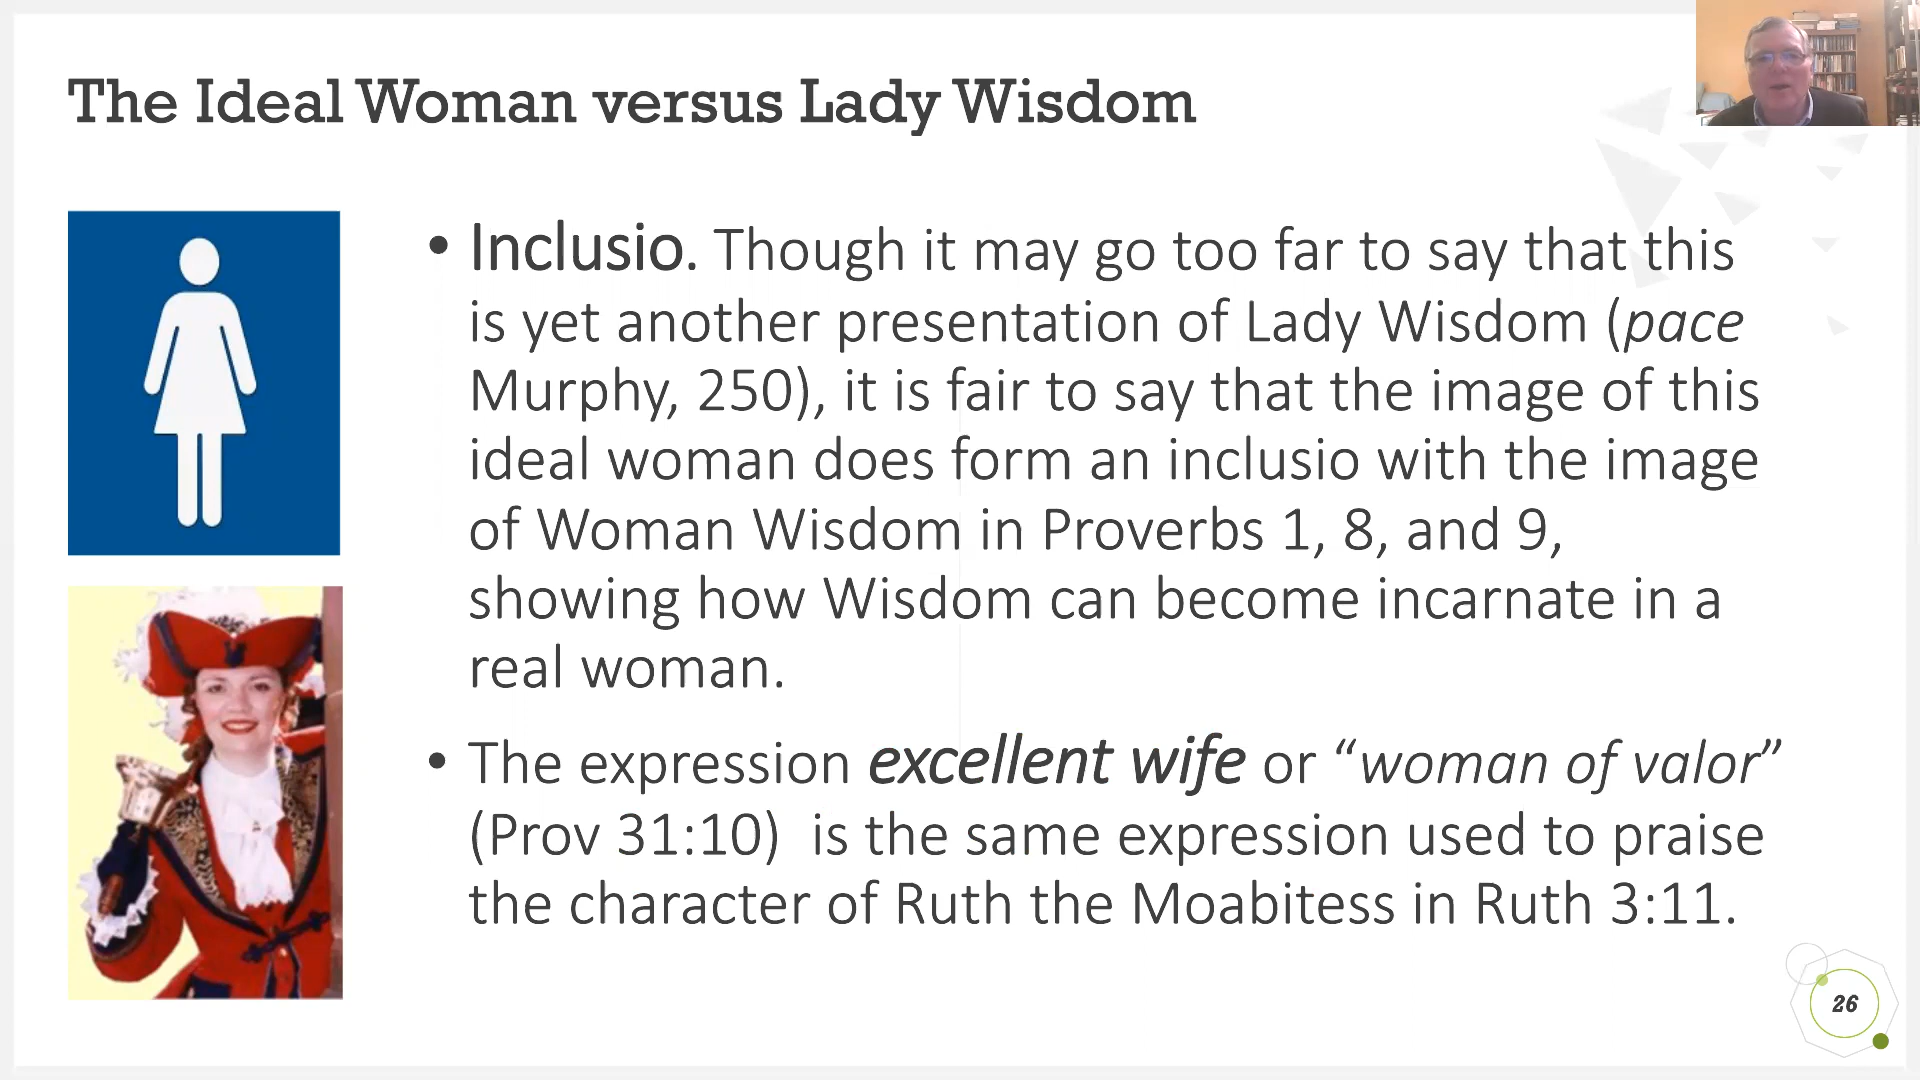 The Ideal Woman versus Lady Wisdom
• Inclusio. Though it may go too far to say that this
is yet another presentation of Lady Wisdom (pace
Murphy, 250), it is fair to say that the image of this
ideal woman does form an inclusio with the image
of Woman Wisdom in Proverbs 1, 8, and 9,
showing how Wisdom can become incarnate in a
real woman.
• The expression excellent wife or “woman of valor”
(Prov 31:10)  is the same expression used to praise
the character of Ruth the Moabitess in Ruth 3:11.
26